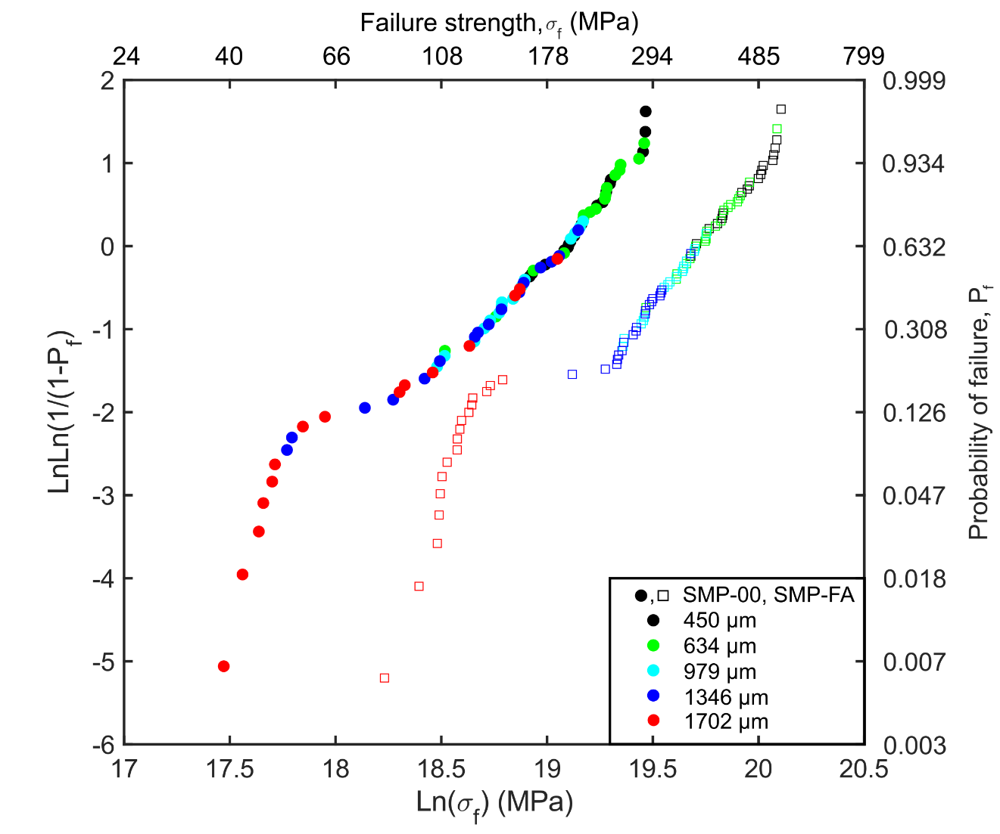 Failure strength, σf (MPa)
24 40 66 108 178 294 485 799
2 0.999
1 0.934
0 0.632
-1 0.308
-2 0.126
-3 0.047
-4 0.018
-5 0.007
-6 0.003
LnLn(1/(1-Pf)
Probability of failure, Pf
, SMP-00, SMP-FA
450 µm
634 µm
979 µm
1346 µm
1702 µm
17 17.5 18 18.5 19 19.5 20 20.5
Ln(σf) (MPa)